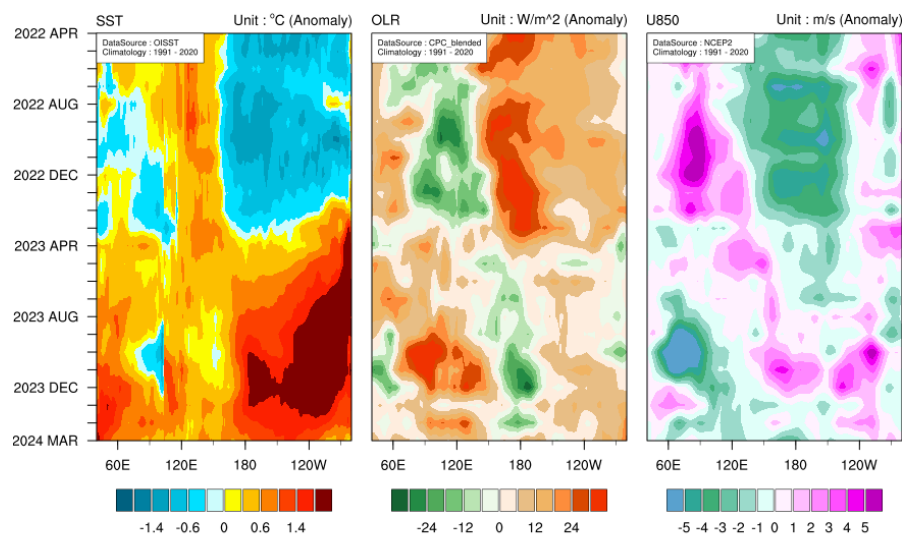 SST Unit : °C (Anomaly)
DataSource : OISST
Climatology : 1991 - 2020
OLR Unit : W/m^2 (Anomaly)
DataSource : CPC_blended
Climatology : 1991 - 2020
U850 Unit : m/s (Anomaly)
DataSource : NCEP2
Climatology : 1991 - 2020
2022 APR
2022 AUG
2022 DEC
2023 APR
2023 AUG
2023 DEC
2024 MAR
60E 120E 180 120W
60E 120E 180 120W
60E 120E 180 120W
-1.4 -0.6 0 0.6 1.4
-24 -12 0 12 24
-5 -4 -3 -2 -1 0 1 2 3 4 5